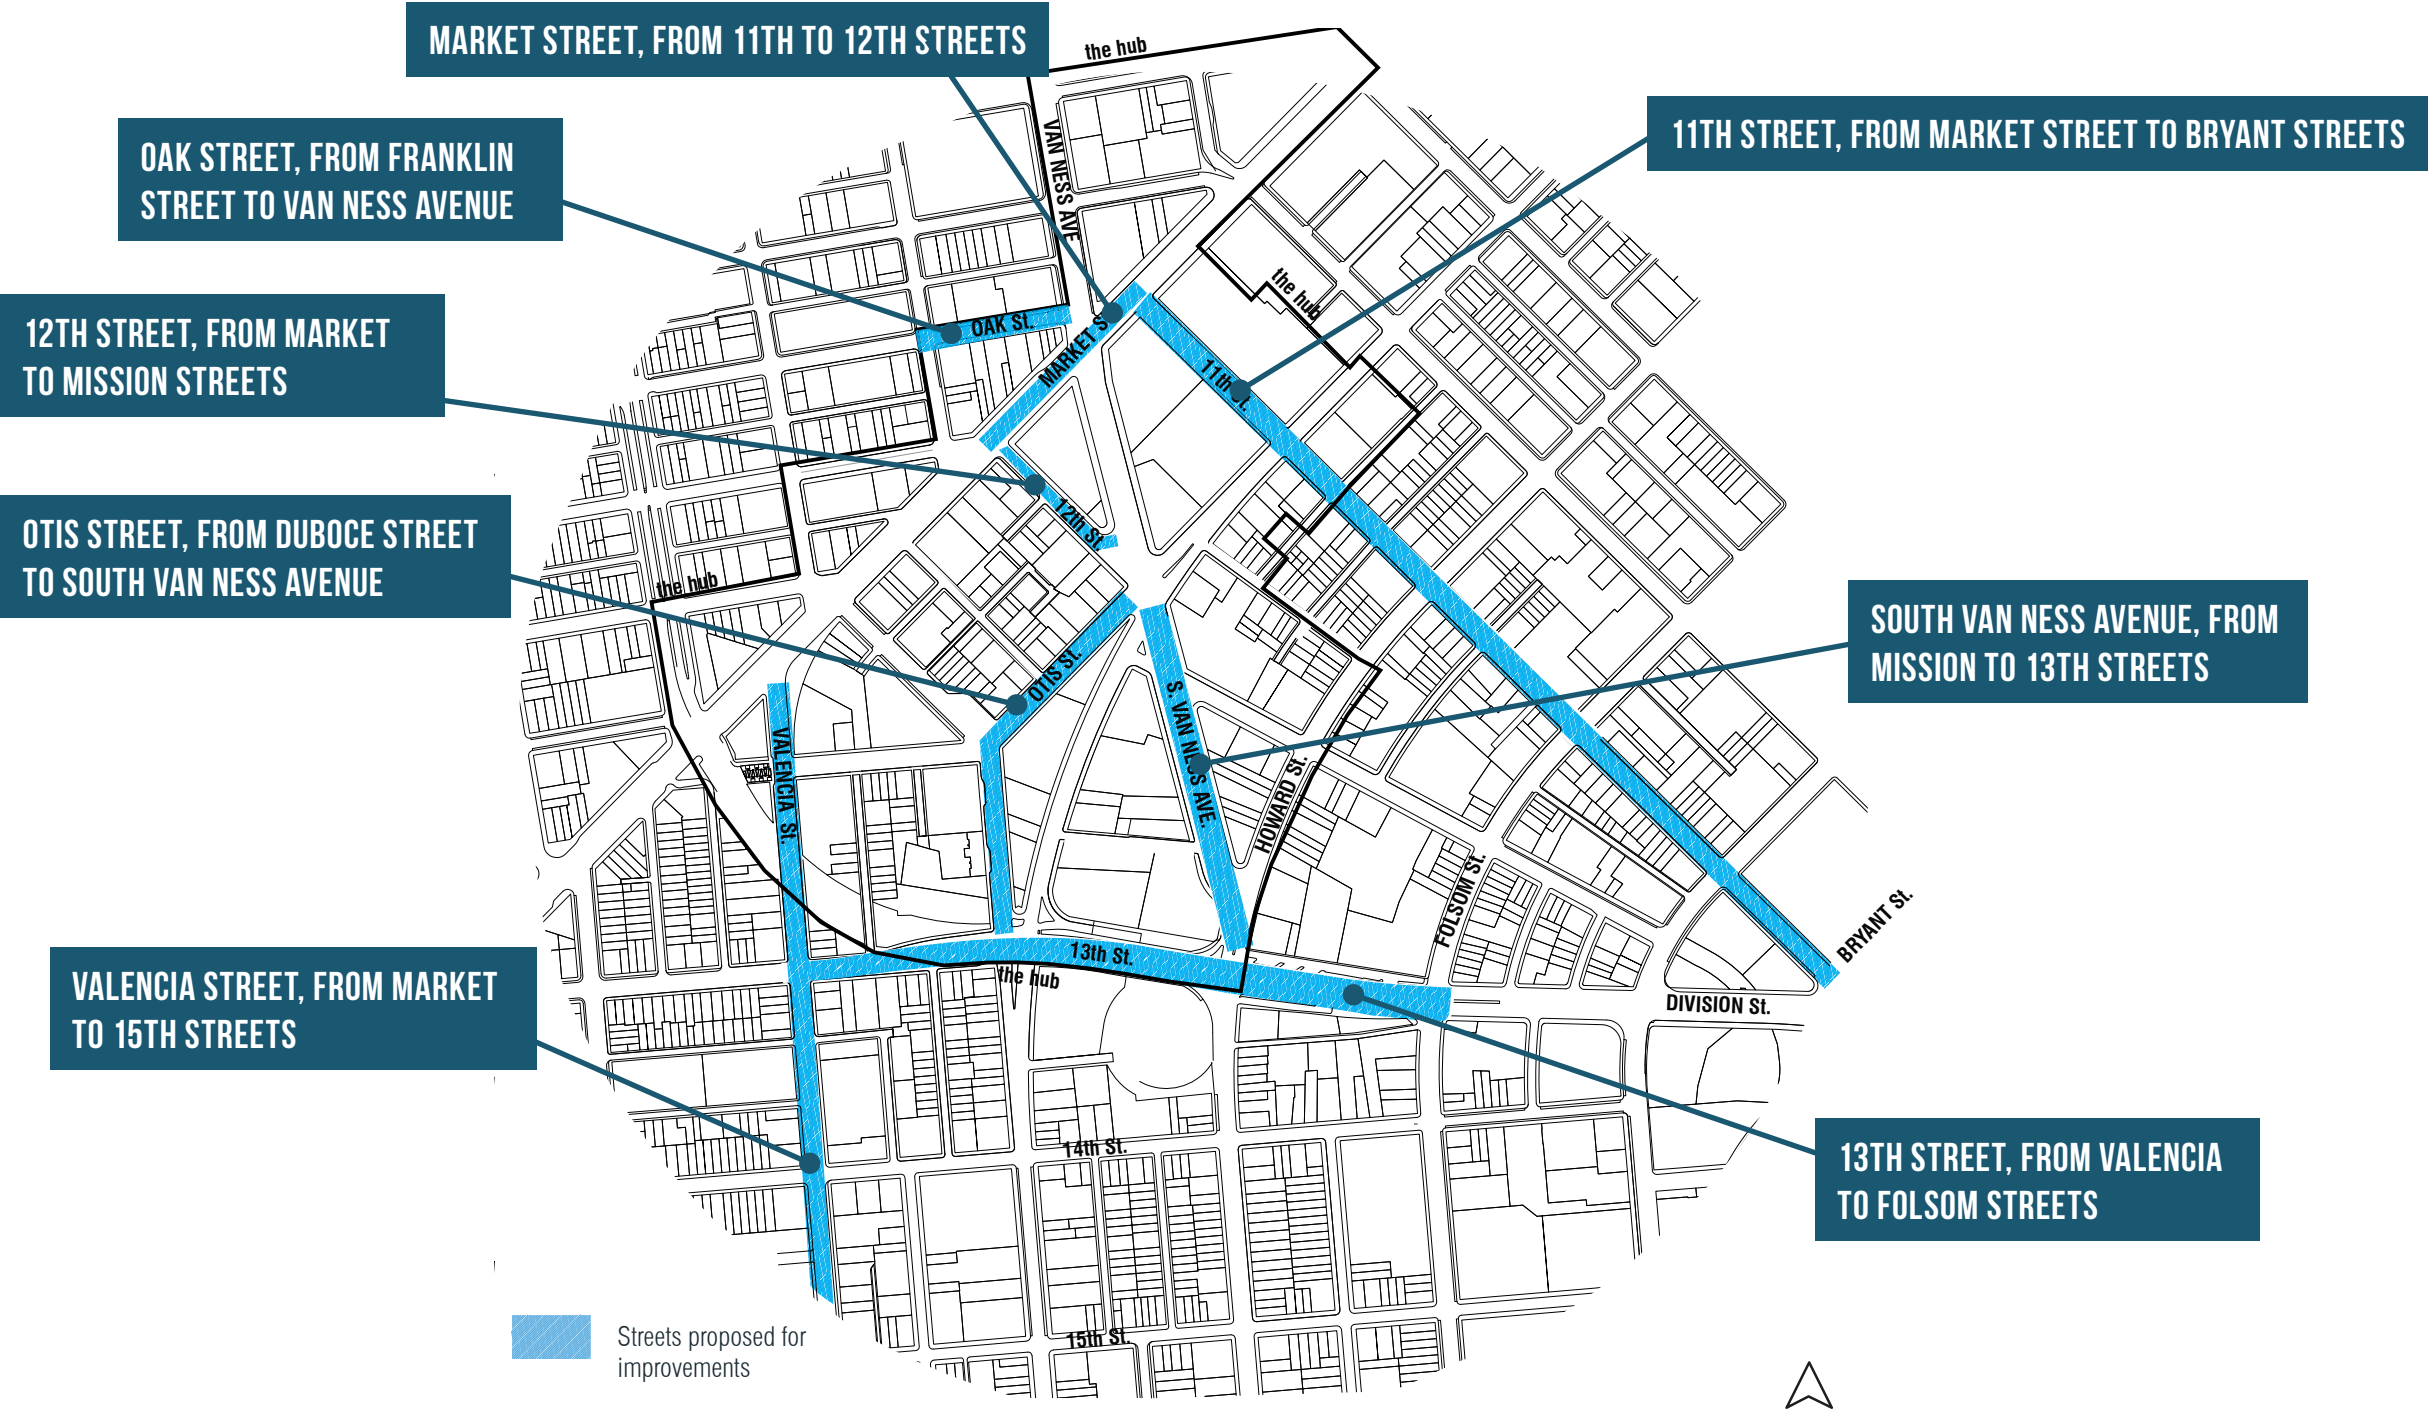 MARKET STREET, FROM 11TH TO 12TH STREETS
the hub
11TH STREET, FROM MARKET STREET TO BRYANT STREETS
OAK STREET, FROM FRANKLIN
STREET TO VAN NESS AVENUE
VAN NESS AVE
the hub
12TH STREET, FROM MARKET
TO MISSION STREETS
OAK St.
MARKET S
11th St.
OTIS STREET, FROM DUBOCE STREET
TO SOUTH VAN NESS AVENUE
12th St.
the hub
SOUTH VAN NESS AVENUE, FROM
MISSION TO 13TH STREETS
OTIS St.
S. VAN NESS AVE.
VALENCIA St.
HOWARD St.
FOLSOM St.
BRYANT St.
VALENCIA STREET, FROM MARKET
TO 15TH STREETS
13th St.
the hub
DIVISION St.
14th St.
13TH STREET, FROM VALENCIA
TO FOLSOM STREETS
15th St.
Streets proposed for
improvements